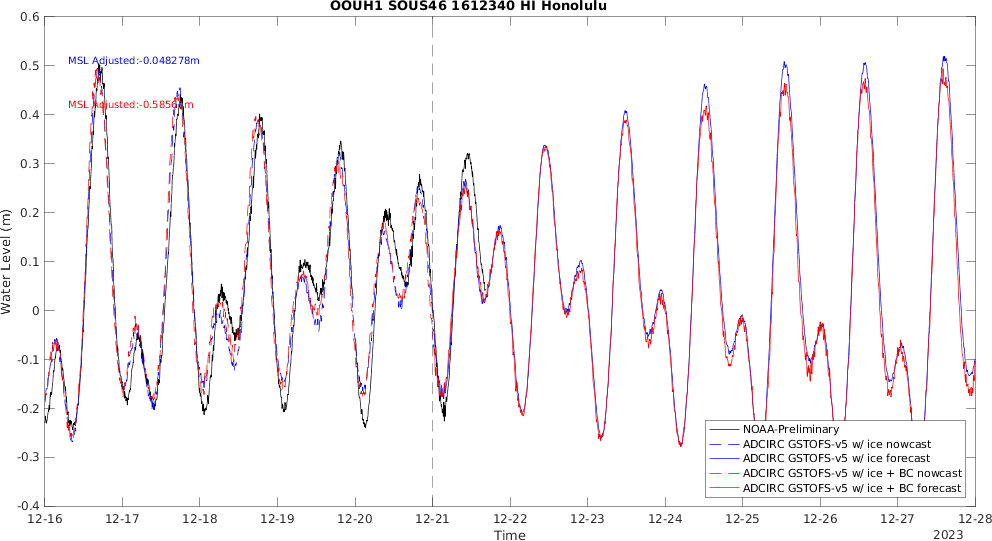 OOUH1 SOUS46 1612340 HI Honolulu
0.6
0.5
0.4
0.3
0.2
0.1
0
-0.1
-0.2
-0.3
-0.4
Water Level (m)
MSL Adjusted:-0.048278m
MSL Adjusted:
NOAA-Preliminary
ADCIRC GSTOFS-v5 w/ ice nowcast
ADCIRC GSTOFS-v5 w/ ice forecast
ADCIRC GSTOFS-v5 w/ ice + BC nowcast
ADCIRC GSTOFS-v5 w/ ice + BC forecast
12-16 12-17 12-18 12-19 12-20 12-21 12-22 12-23 12-24 12-25 12-26 12-27 12-28
Time
2023